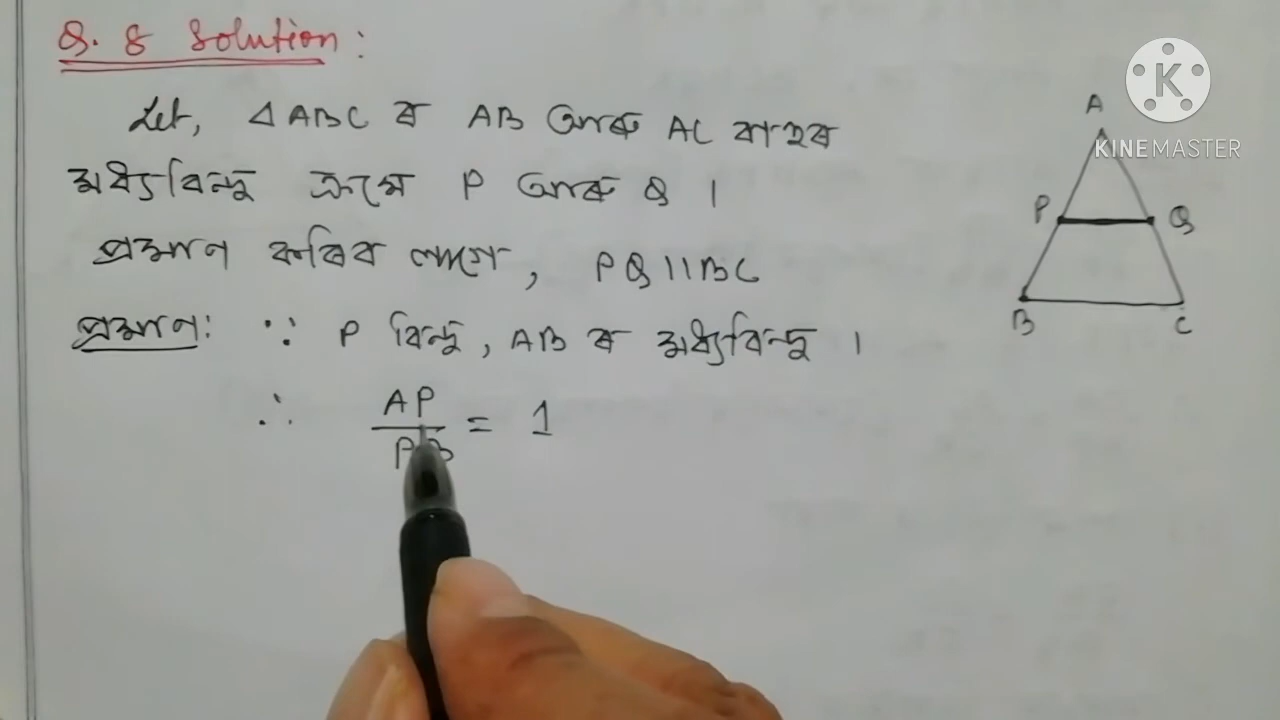 Q. 8 Solution:
Let, ΔABC ৰ AB আৰু AC বাহুৰ
মধ্যবিন্দু ক্ৰমে P আৰু Q ।
প্ৰমাণ কৰিব লাগে, PQ||BC
প্ৰমাণ: ∵ P বিন্দু, AB ৰ মধ্যবিন্দু ।
∴ AP/PB = 1
A
P
Q
B
C
K
KINEMASTER